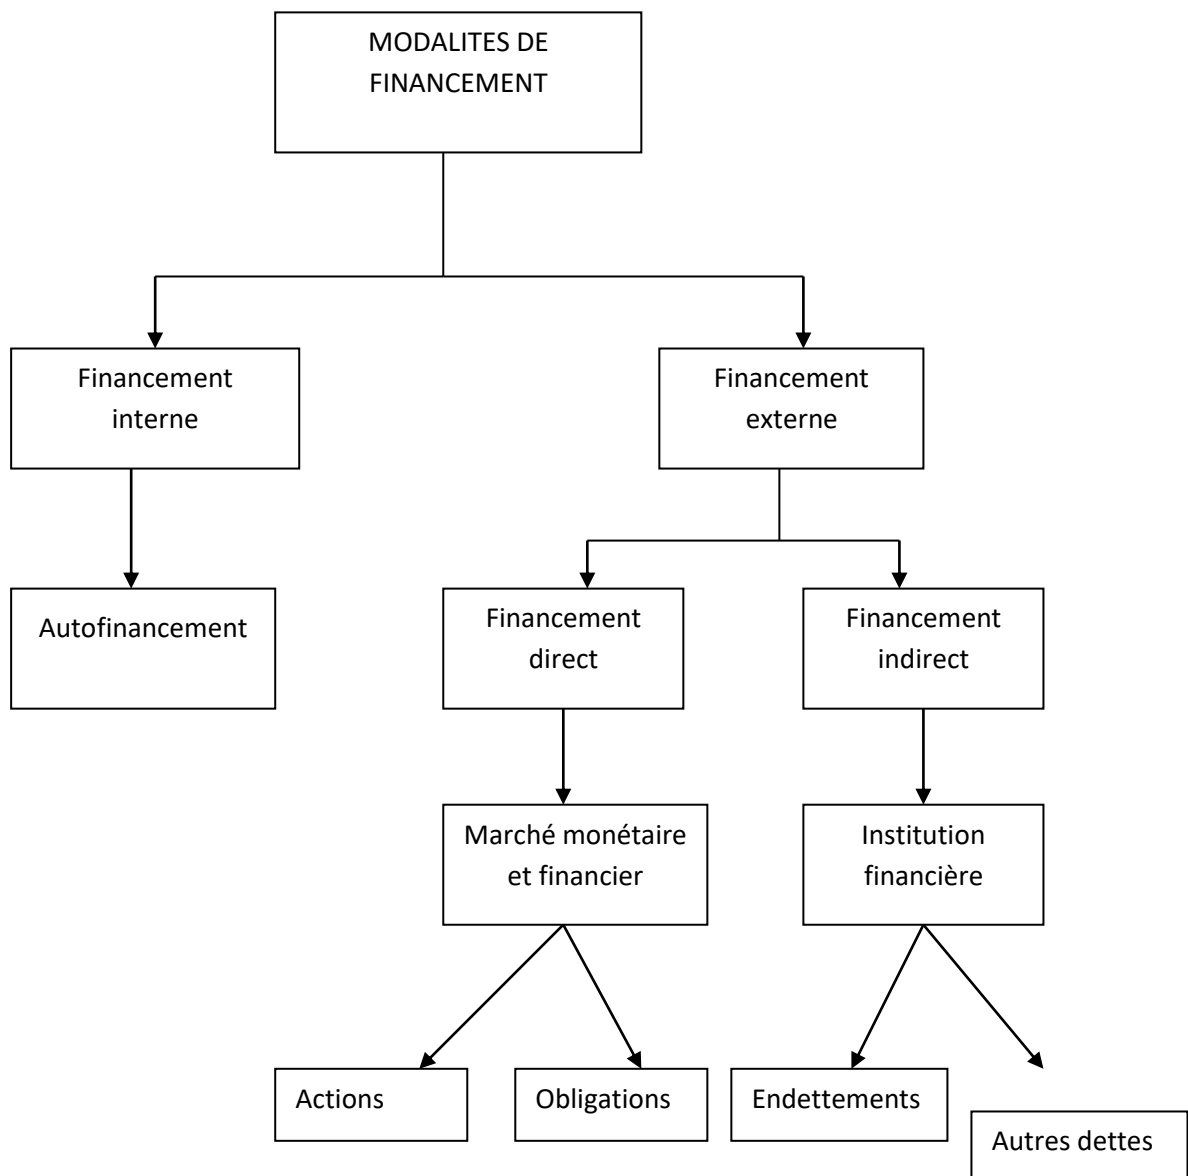 MODALITES DE
FINANCEMENT
Financement
interne
Financement
externe
Autofinancement
Financement
direct
Financement
indirect
Marché monétaire
et financier
Institution
financière
Actions
Obligations
Endettements
Autres dettes